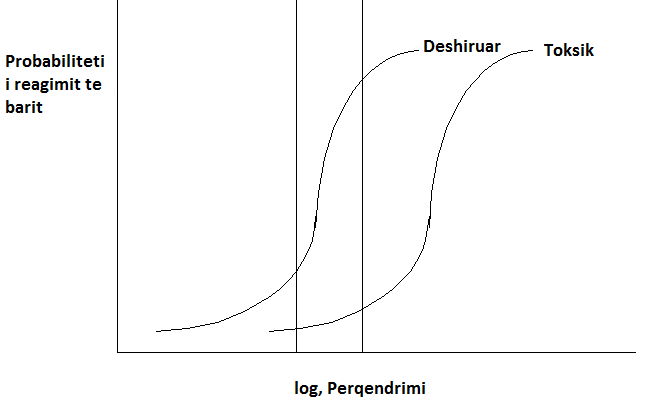 Deshiruar
Toksik
Probabiliteti
i reagimit te
barit
log, Perqendrimi